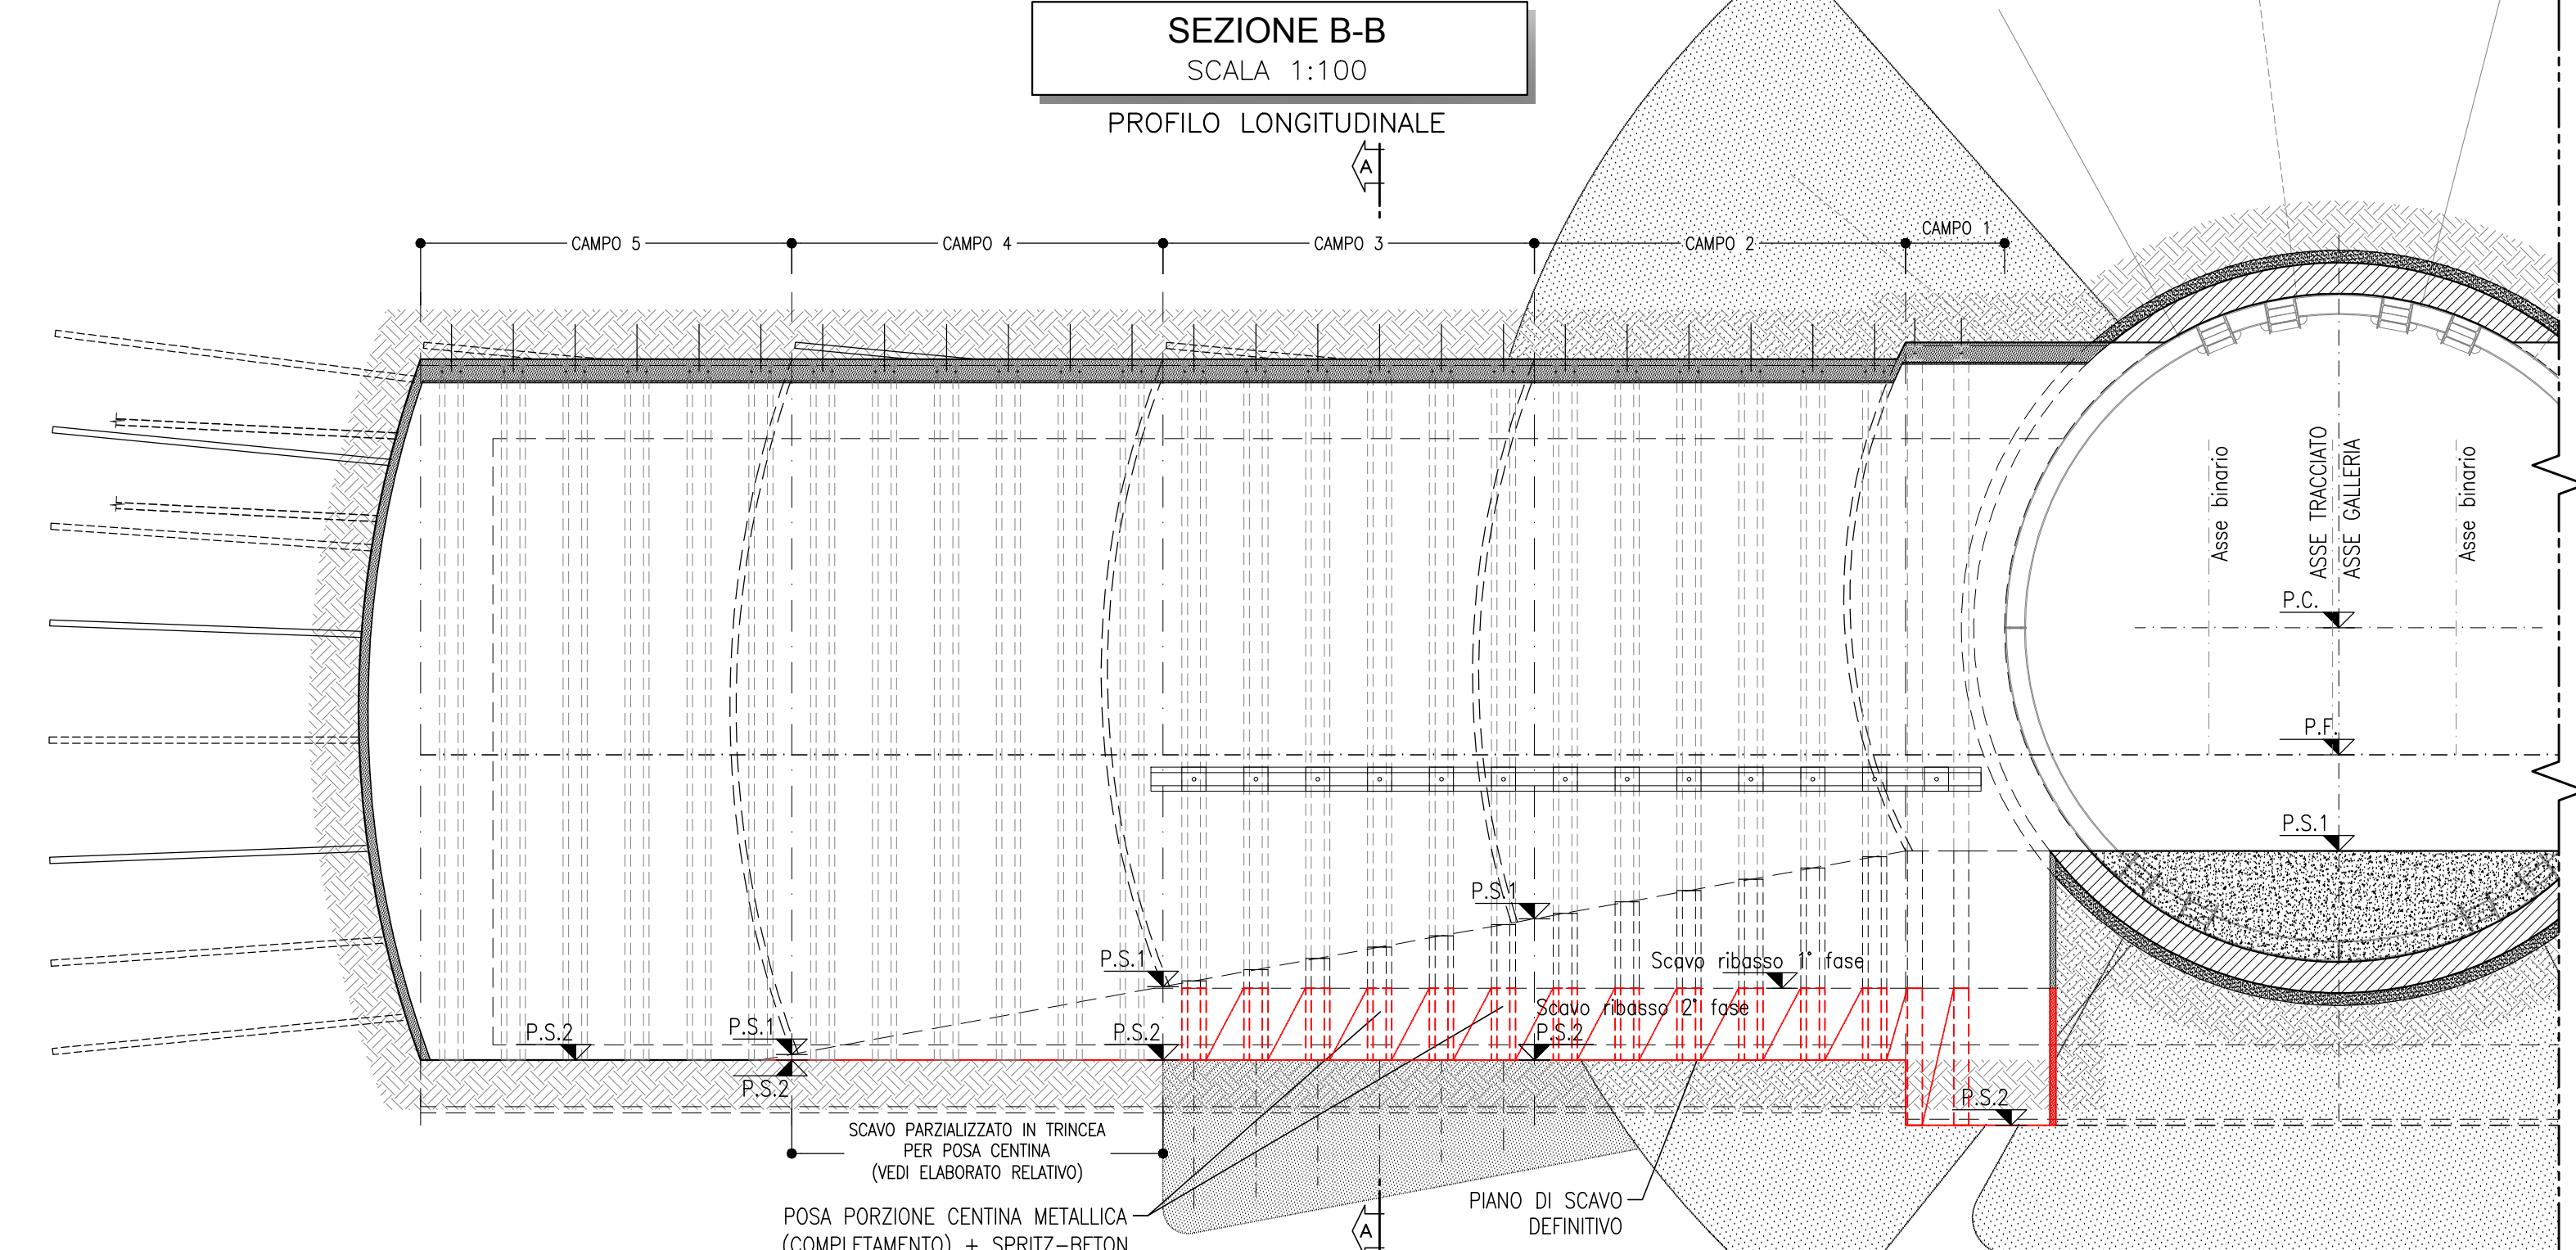 SEZIONE B-B
SCALA 1:100
PROFILO LONGITUDINALE
A
CAMPO 5
CAMPO 4
CAMPO 3
CAMPO 2
CAMPO 1
Asse binario
ASSE TRACCIATO
ASSE GALLERIA
Asse binario
P.C.
P.F.
P.S.1
P.S.1
P.S.1
Scavo ribasso 1° fase
Scavo ribasso 2° fase
P.S.2
P.S.1
P.S.2
P.S.2
P.S.2
P.S.2
SCAVO PARZIALIZZATO IN TRINCEA
PER POSA CENTINA
(VEDI ELABORATO RELATIVO)
POSA PORZIONE CENTINA METALLICA
(COMPLETAMENTO) + SPRITZ-BETON
PIANO DI SCAVO
DEFINITIVO
A